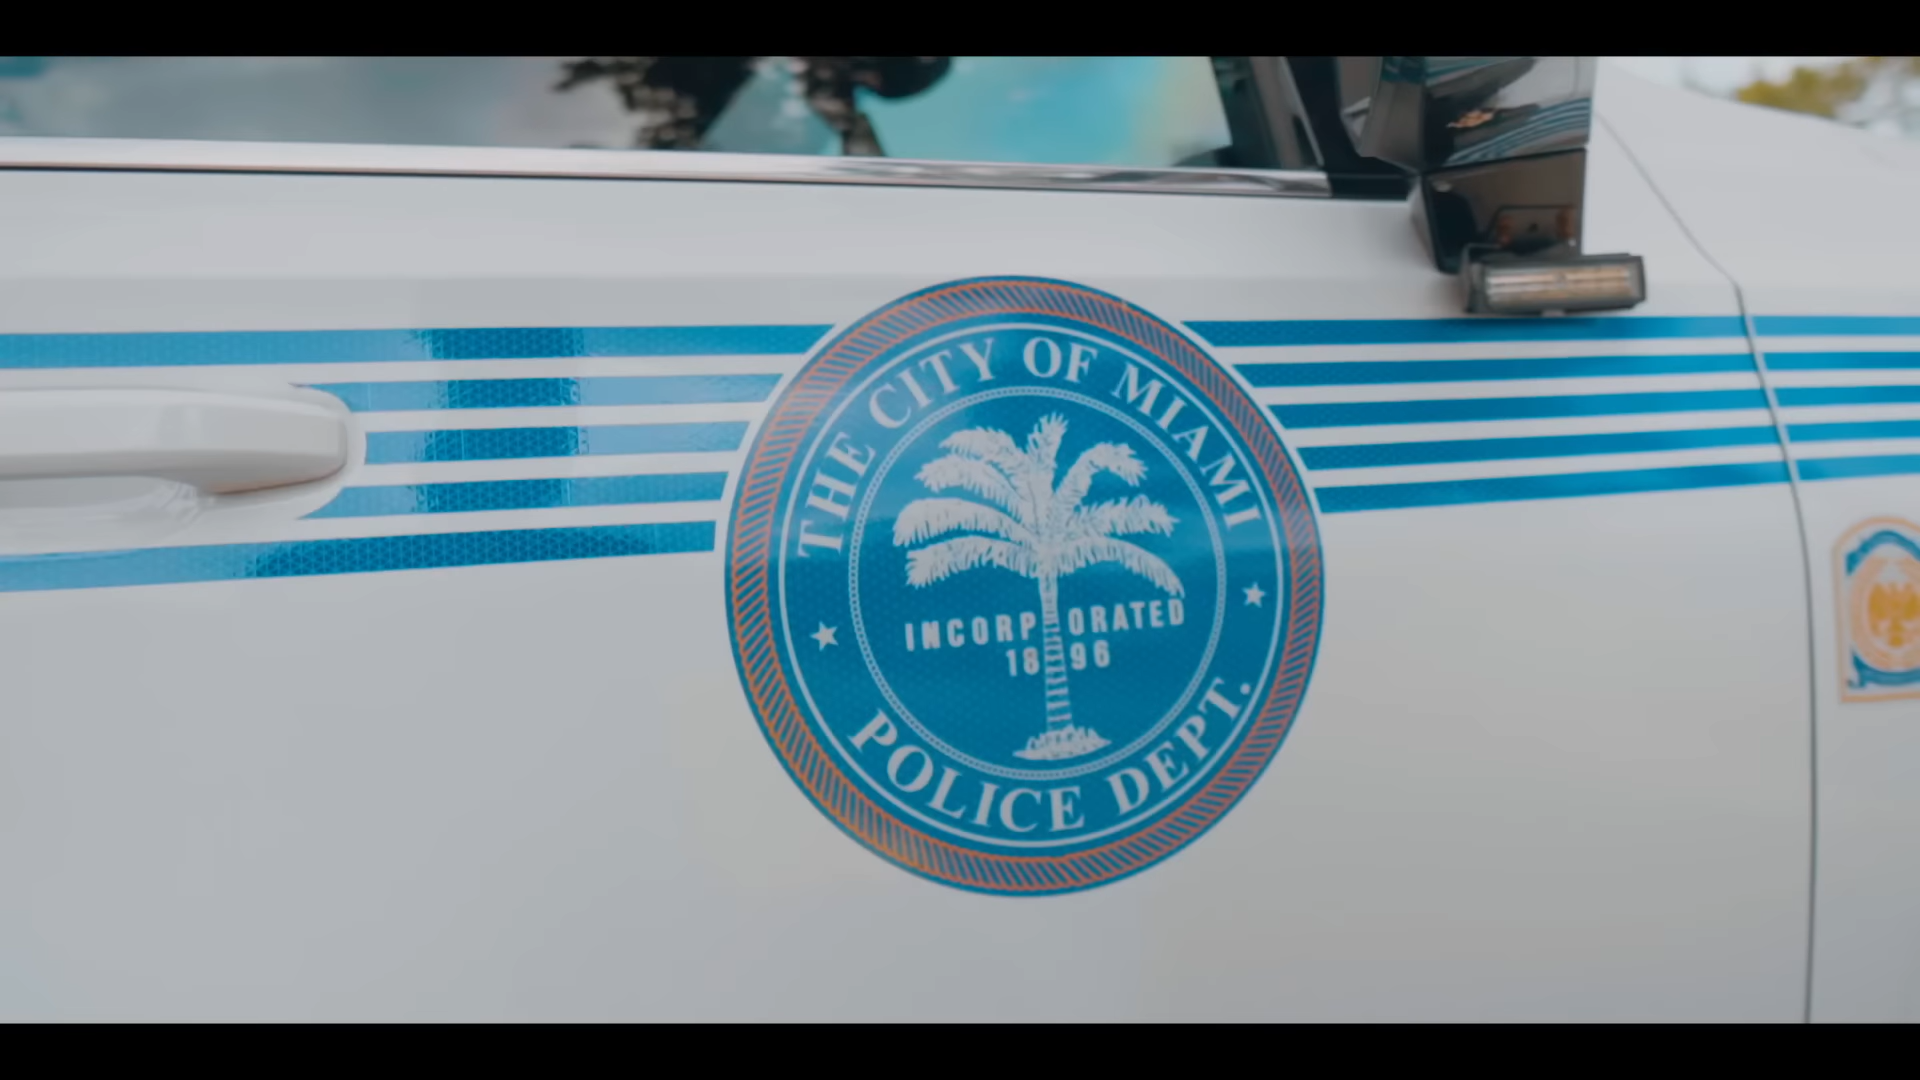 THE CITY OF MIAMI
INCORPORATED
1896
POLICE DEPT.